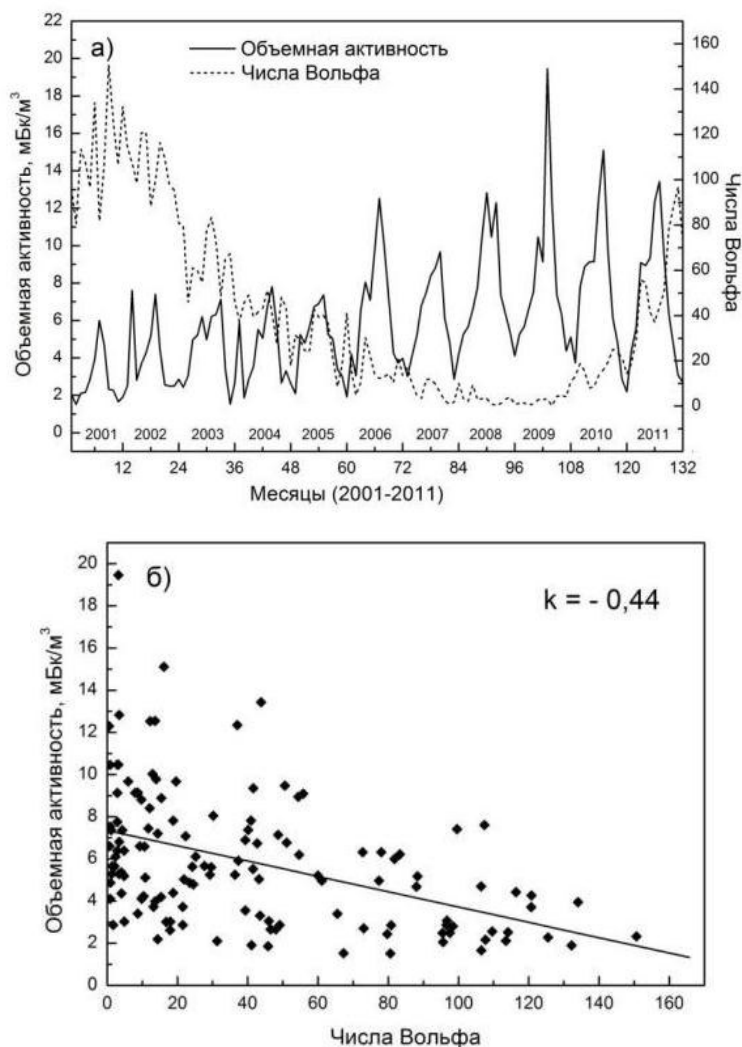 а)
Объемная активность
Числа Вольфа
Объемная активность, мБк/м³
22
20
18
16
14
12
10
8
6
4
2
0
160
140
120
100
80
60
40
20
0
Числа Вольфа
2001 2002 2003 2004 2005 2006 2007 2008 2009 2010 2011
12 24 36 48 60 72 84 96 108 120 132
Месяцы (2001-2011)
б)
k = - 0,44
Объемная активность, мБк/м³
20
18
16
14
12
10
8
6
4
2
0
0 20 40 60 80 100 120 140 160
Числа Вольфа